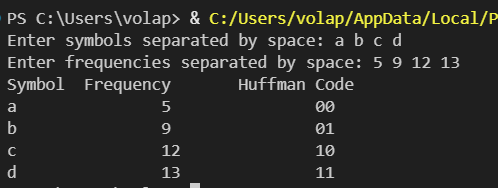 PS C:\Users\volap> & C:/Users/volap/AppData/Local/P
Enter symbols separated by space: a b c d
Enter frequencies separated by space: 5 9 12 13
Symbol Frequency Huffman Code
a 5 00
b 9 01
c 12 10
d 13 11